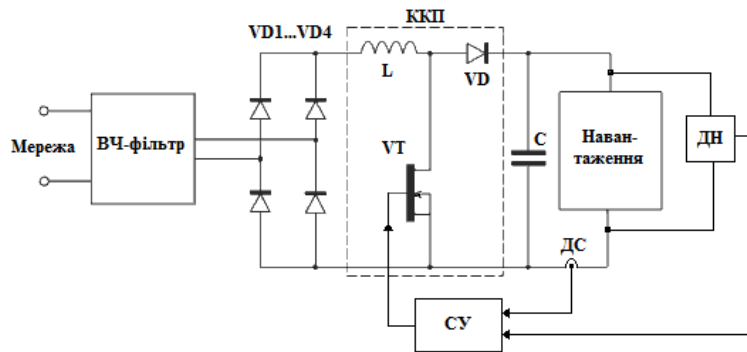 ККП
VD1...VD4
L
VD
Мережа
ВЧ-фільтр
VT
C
Наван-
таження
ДН
ДС
СУ